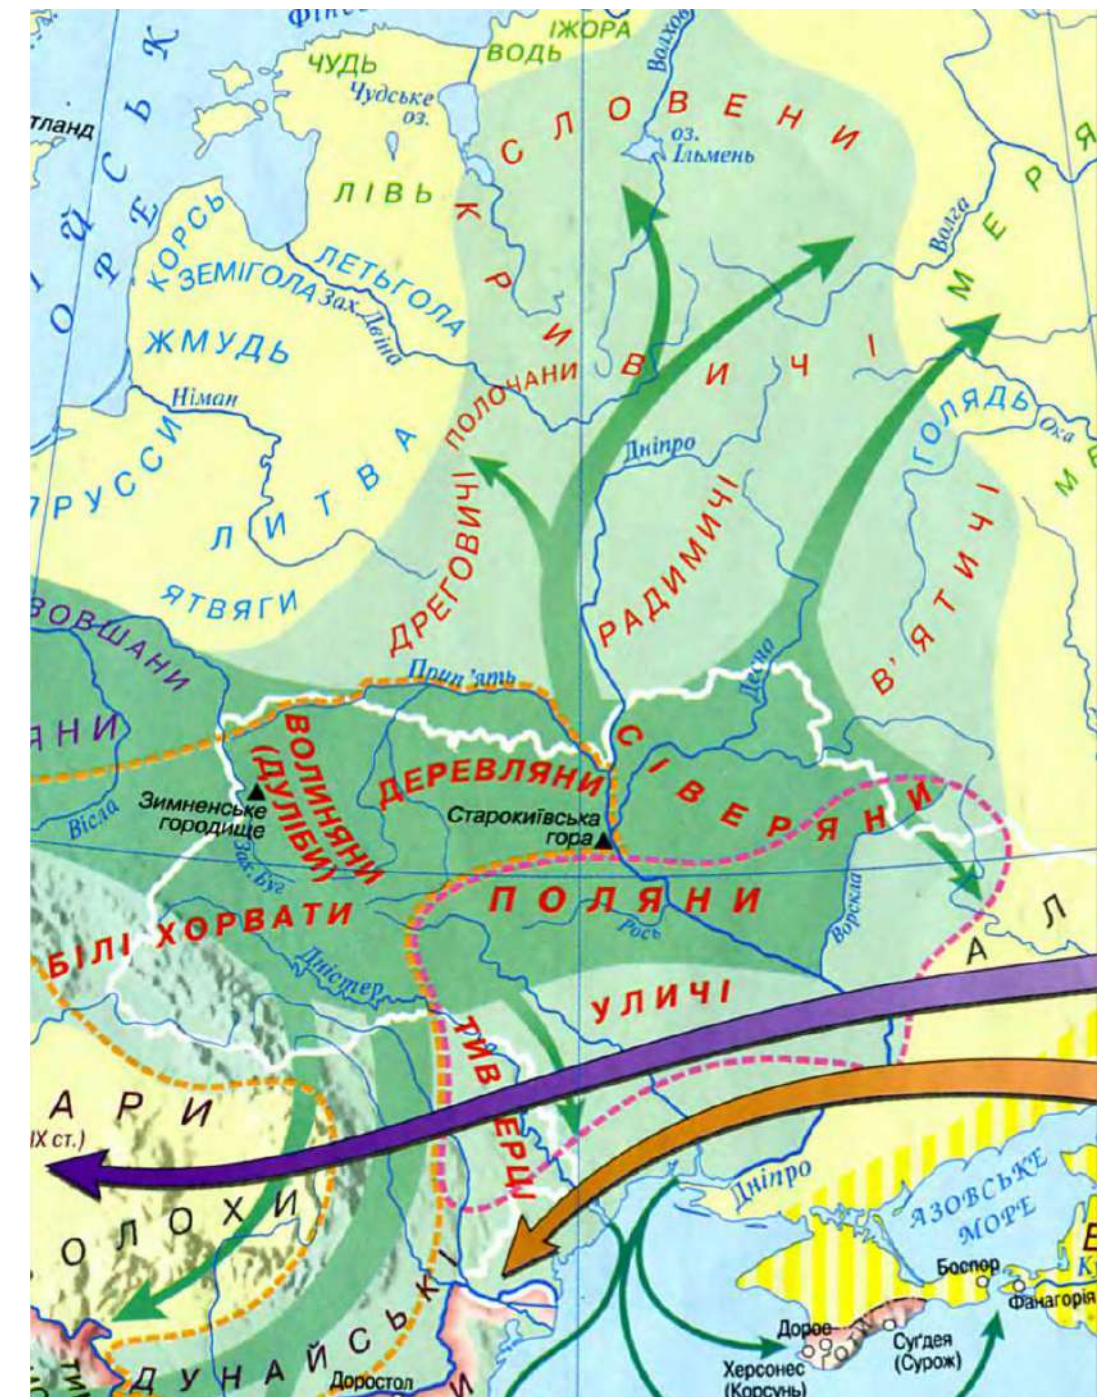 ІЖОРА
ВОДЬ
ЧУДЬ
Волхов
Чудське
оз.
СЛОВЕНИ
оз.
Ільмень
ЛІВЬ
МЕРЯ
Волга
КОРСЬ
ЗЕМІГОЛА
ЛЕТЬГОЛА
Зах. Двіна
КРИВИЧІ
ЖМУДЬ
ПОЛОЧАНИ
Німан
ГОЛЯДЬ
Ока
Дніпро
ЛИТВА
ДРЕГОВИЧІ
РАДИМИЧІ
В'ЯТИЧІ
ЯТВЯГИ
Прип'ять
Десна
ВОЛИНЯНИ
(ДУЛІБИ)
ДЕРЕВЛЯНИ
СІВЕРЯНИ
Вісла
Зимненське
городище
Старокиївська
гора
Зах. Буг
ПОЛЯНИ
Рось
Ворскла
БІЛІ ХОРВАТИ
Дністер
УЛИЧІ
ТИВЕРЦІ
Дніпро
АЗОВСЬКЕ
МОРЕ
Боспор
Фанагорія
Дорос
Сугдея
(Сурож)
Херсонес
(Корсунь)
ДУНАЙСЬКІ
Доростол